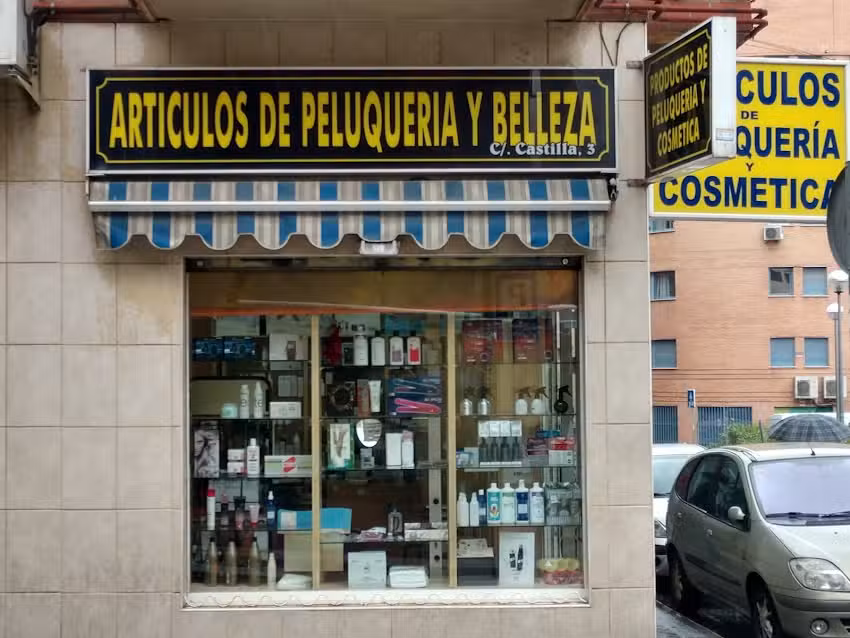 ARTICULOS DE PELUQUERIA Y BELLEZA
C/. Castilla, 3
PRODUCTOS DE
PELUQUERIA Y
COSMETICA
CULOS
DE
QUERÍA
Y
COSMETICA